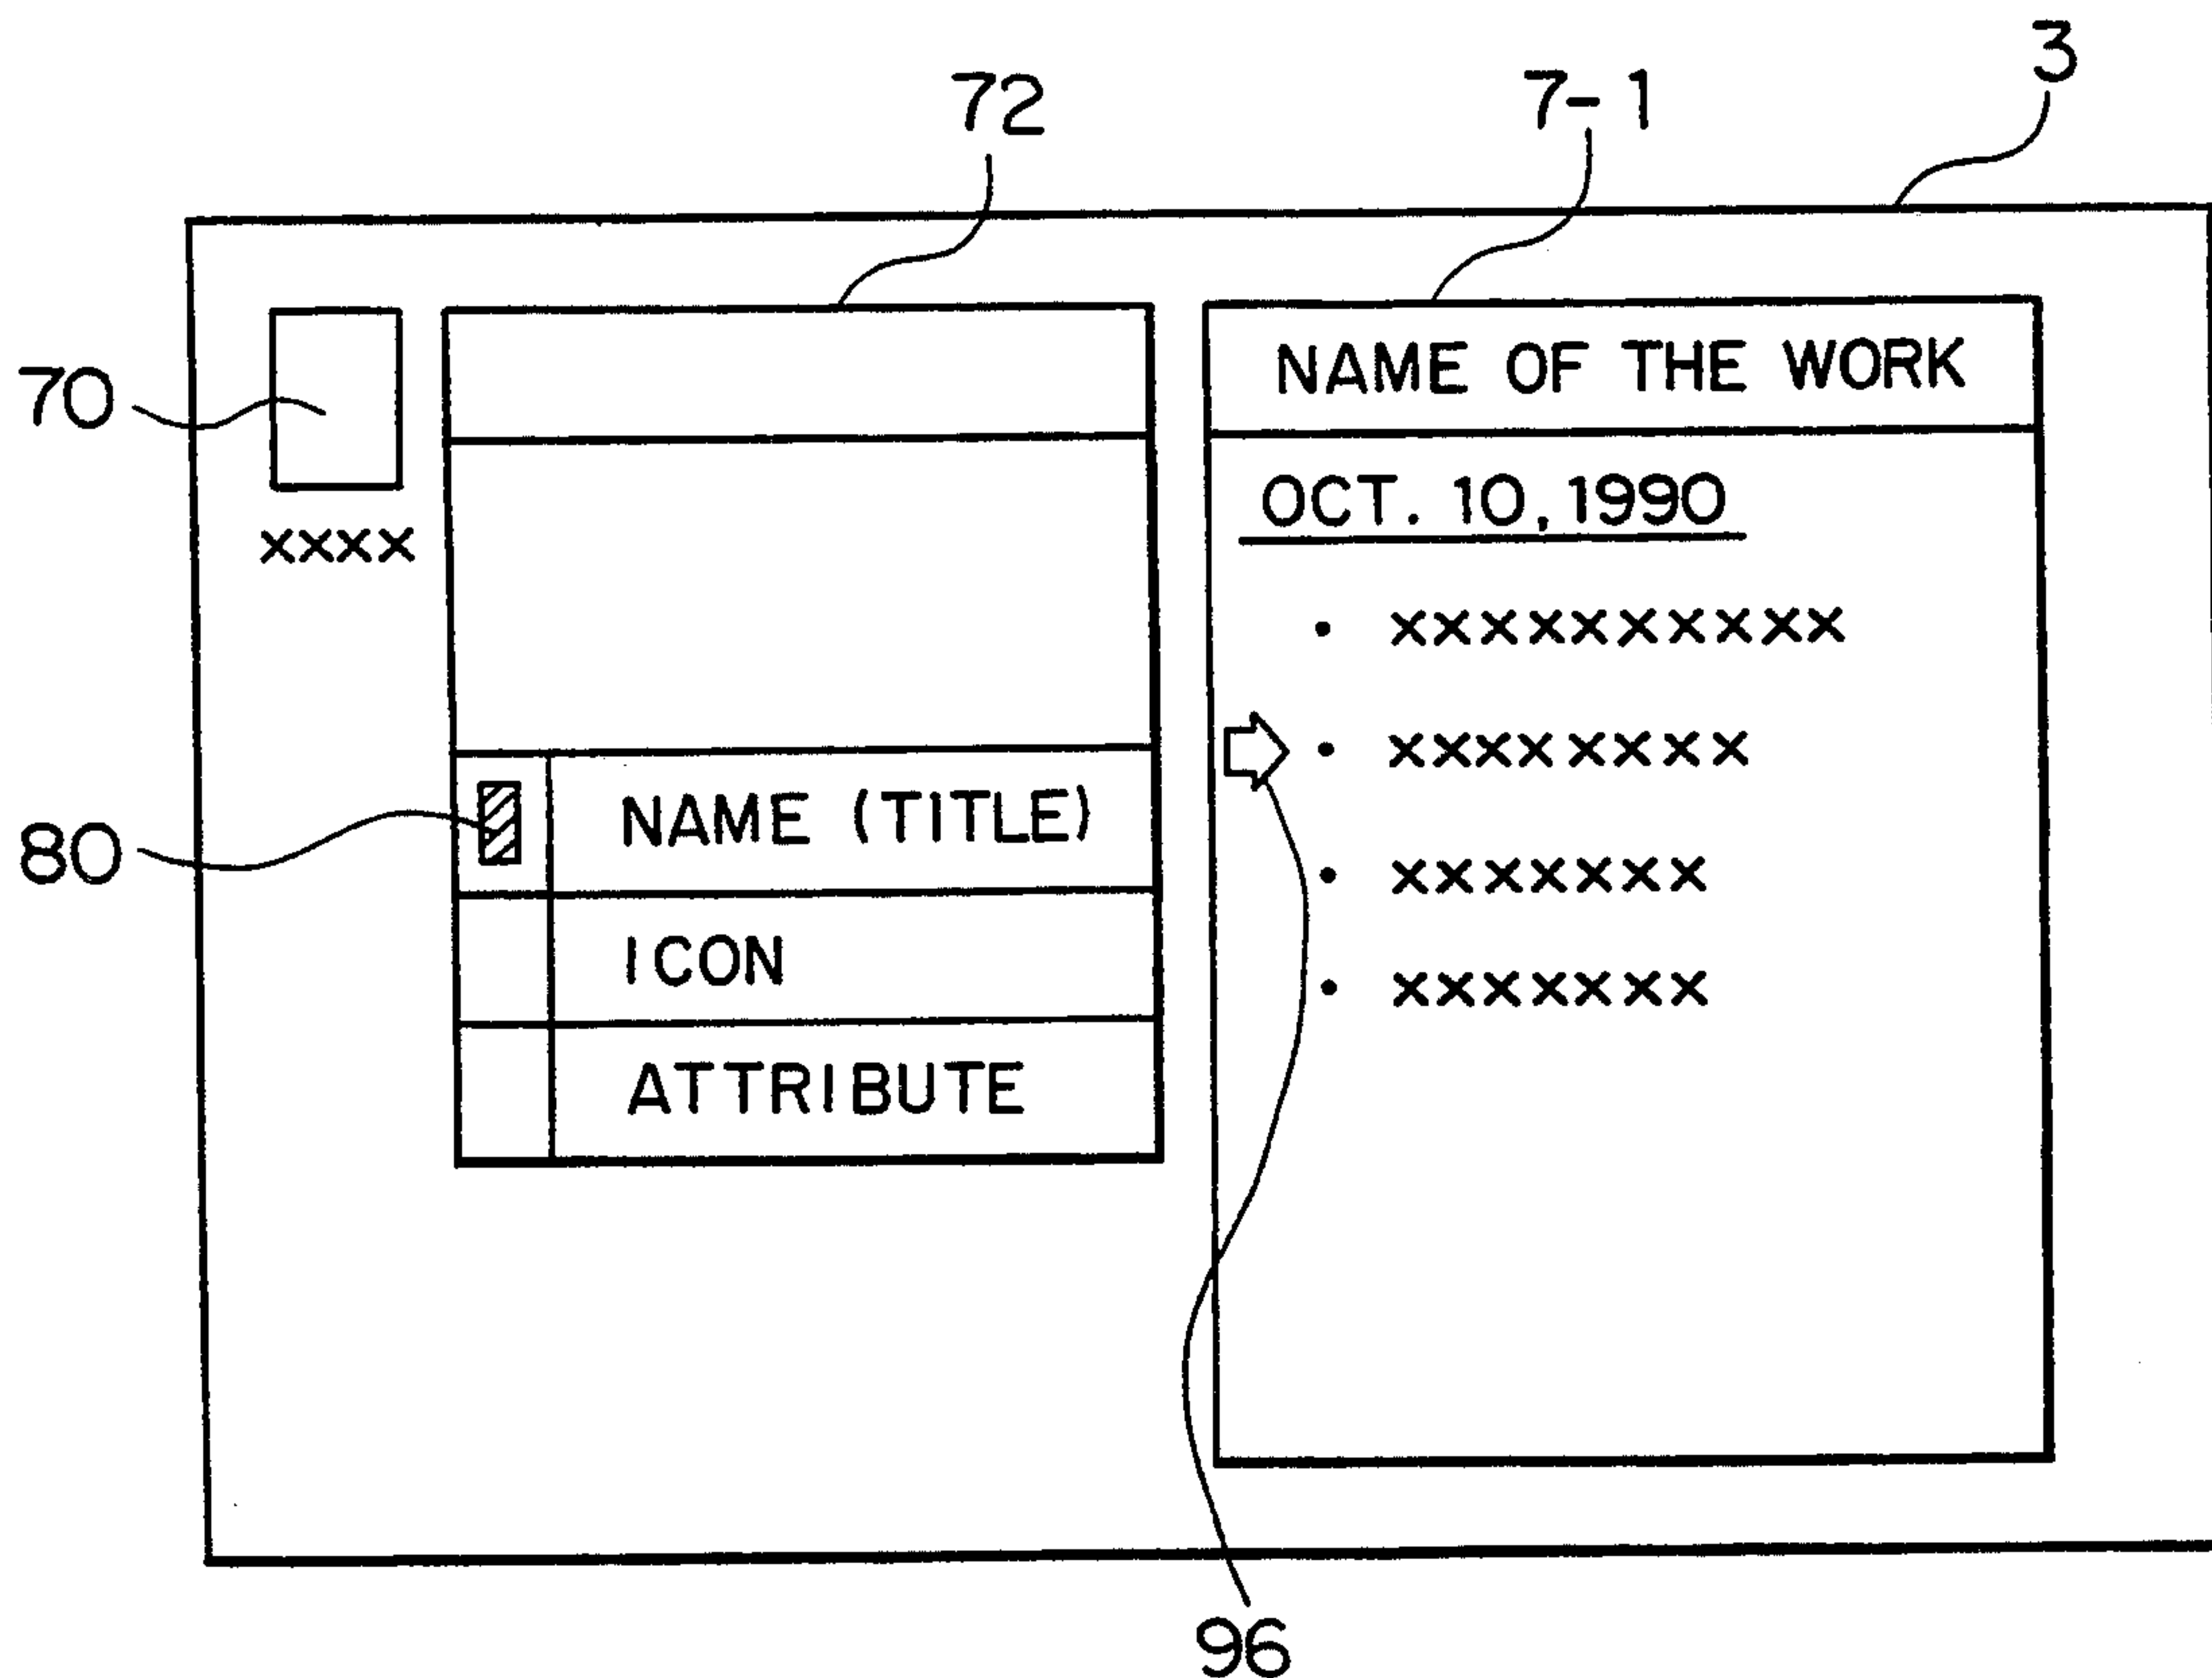 3
72
7-1
70
xxxx
80
NAME (TITLE)
ICON
ATTRIBUTE
NAME OF THE WORK
OCT. 10, 1990
• xxxxxxxxxx
• xxxxxxxx
• xxxxxxx
• xxxxxxx
96